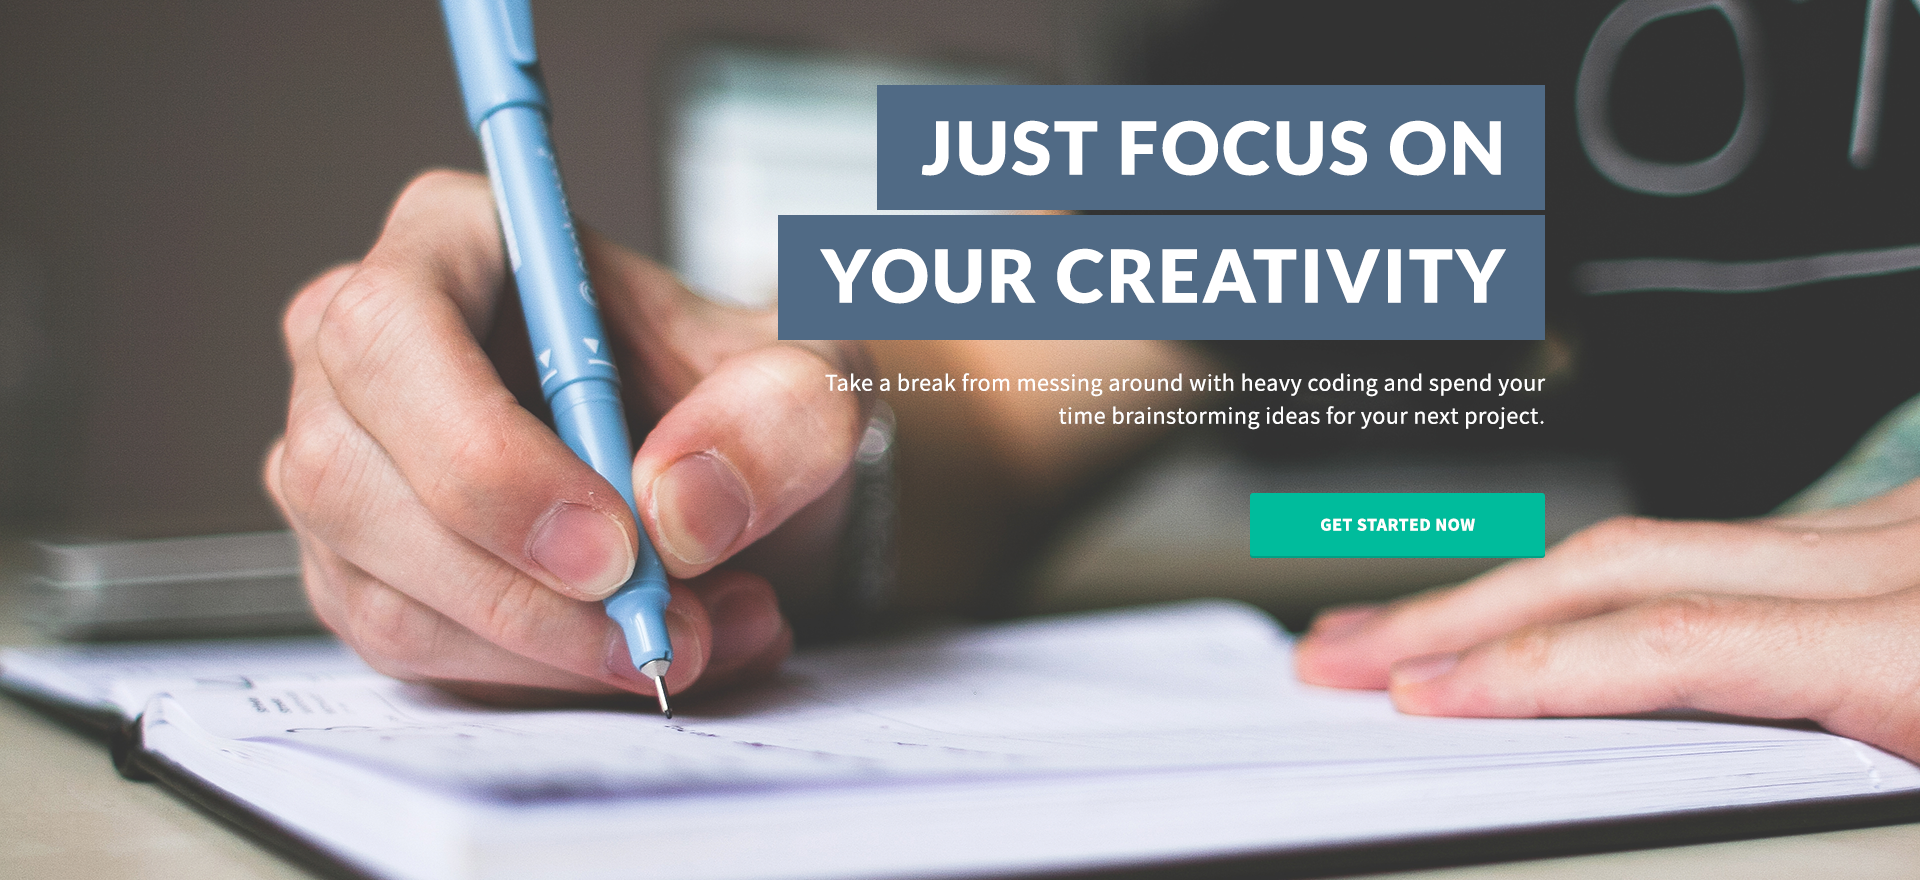 JUST FOCUS ON
YOUR CREATIVITY
Take a break from messing around with heavy coding and spend your
time brainstorming ideas for your next project.
GET STARTED NOW